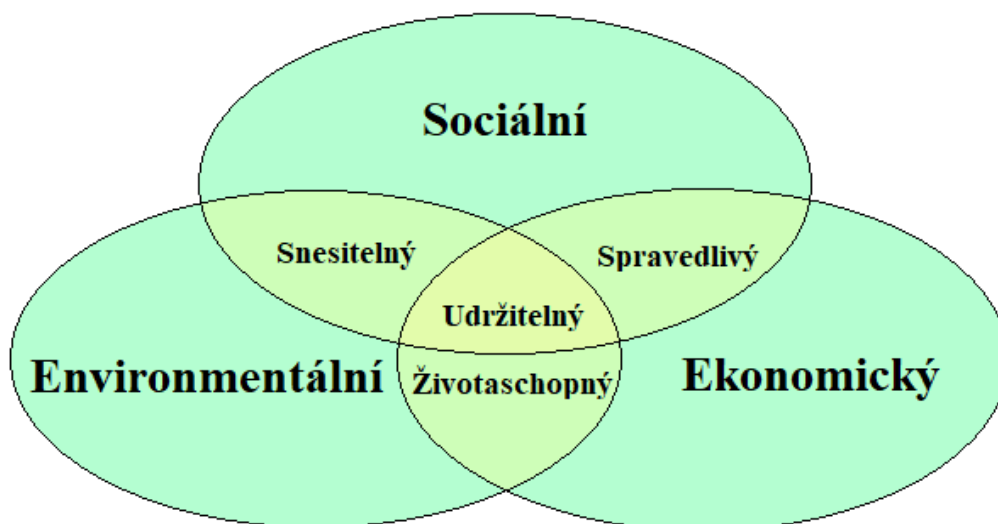 Sociální
Snesitelný
Spravedlivý
Udržitelný
Environmentální
Životaschopný
Ekonomický